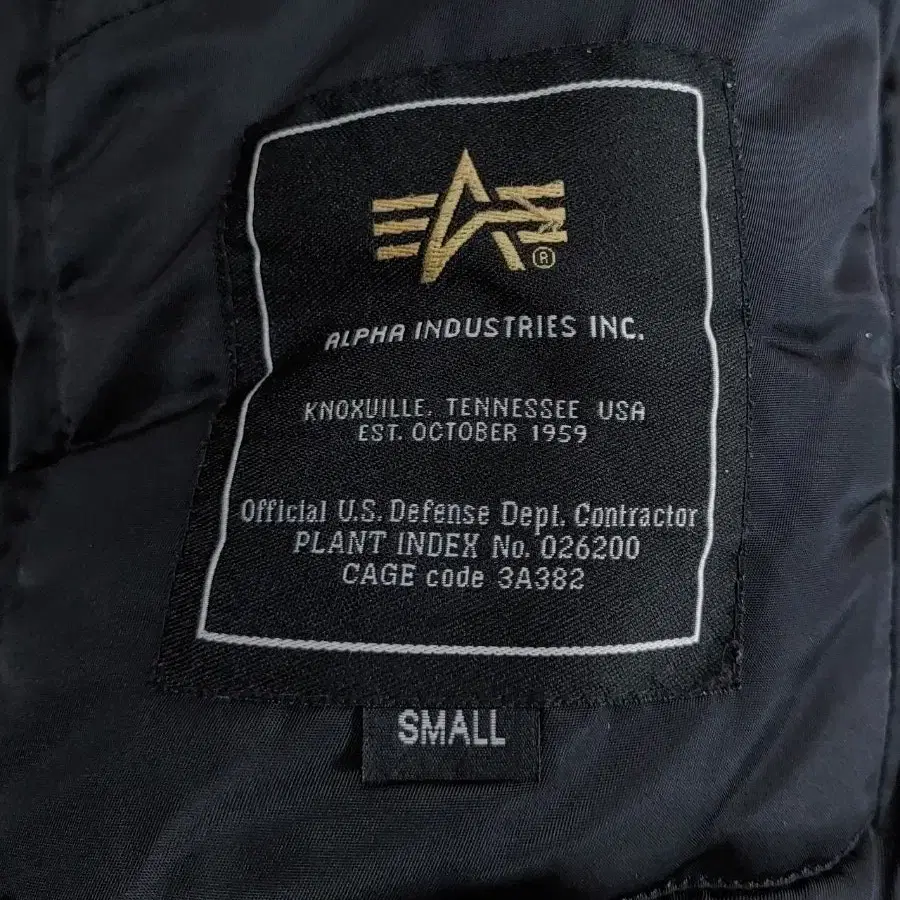 ®
ALPHA INDUSTRIES INC.
KNOXVILLE, TENNESSEE USA
EST. OCTOBER 1959
Official U.S. Defense Dept. Contractor
PLANT INDEX No. 026200
CAGE code 3A382
SMALL